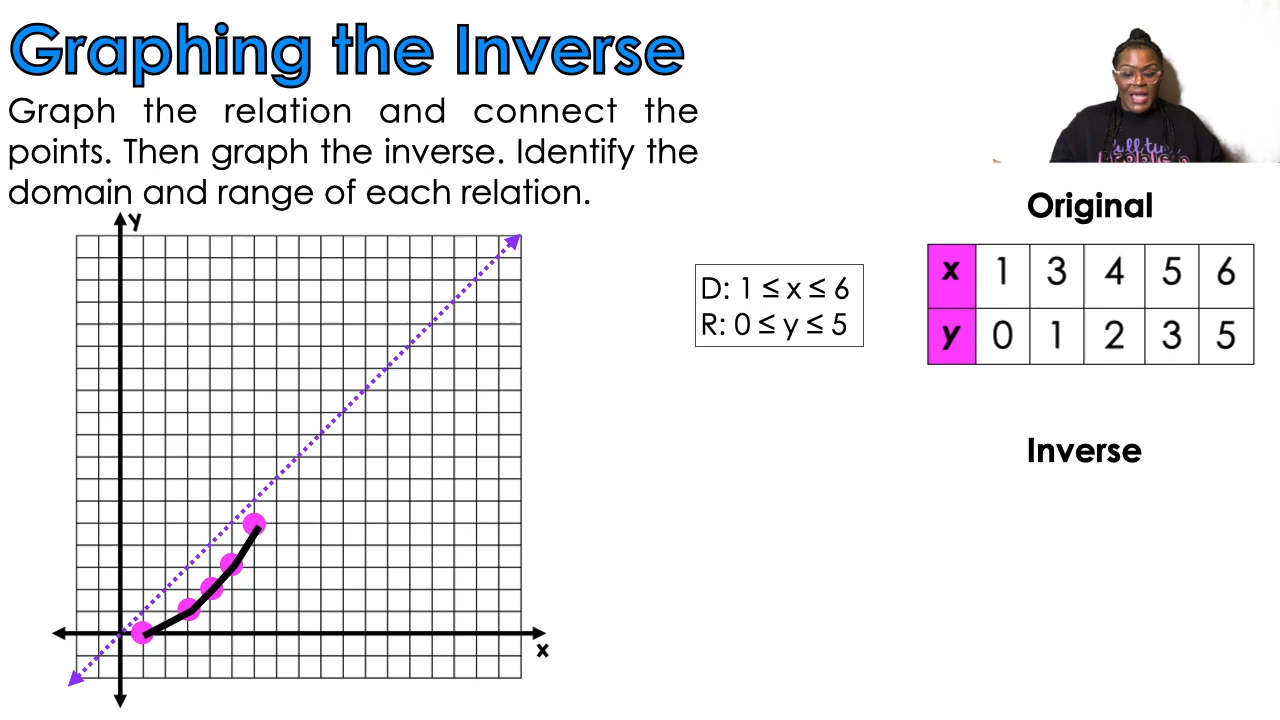 Graphing the Inverse
Graph the relation and connect the
points. Then graph the inverse. Identify the
domain and range of each relation.
y
x
D: 1 ≤ x ≤ 6
R: 0 ≤ y ≤ 5
Original
x 1 3 4 5 6
y 0 1 2 3 5
Inverse